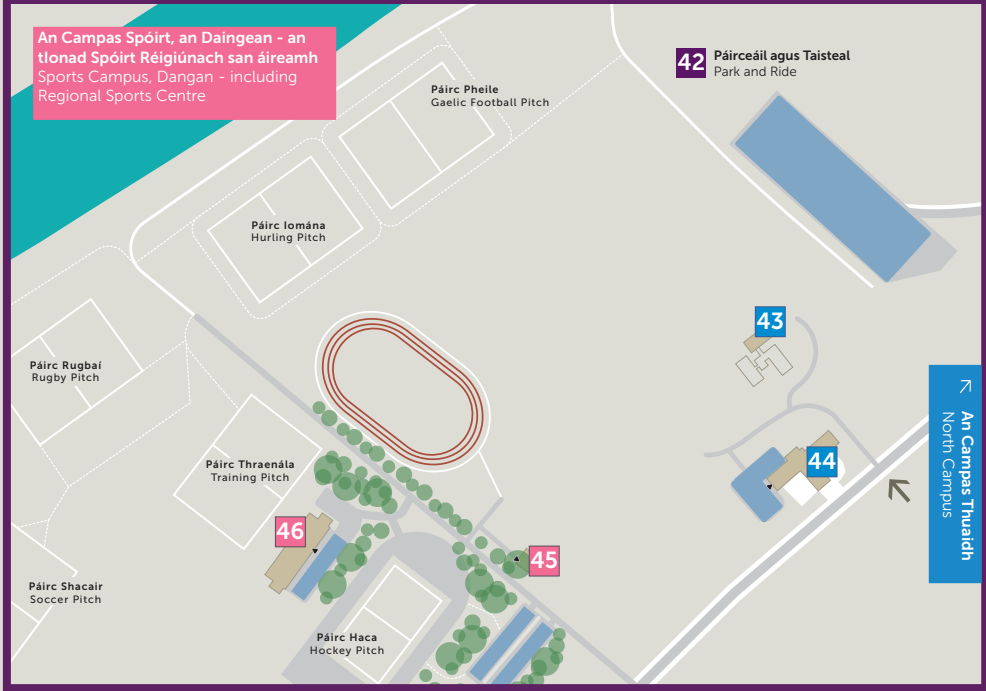 An Campas Spóirt, an Daingean - an
tIonad Spóirt Réigiúnach san áireamh
Sports Campus, Dangan - including
Regional Sports Centre
42
Páirceáil agus Taisteal
Park and Ride
Páirc Pheile
Gaelic Football Pitch
Páirc Iomána
Hurling Pitch
43
Páirc Rugbaí
Rugby Pitch
An Campas Thuaidh
North Campus
Páirc Thraenála
Training Pitch
44
46
45
Páirc Shacair
Soccer Pitch
Páirc Haca
Hockey Pitch